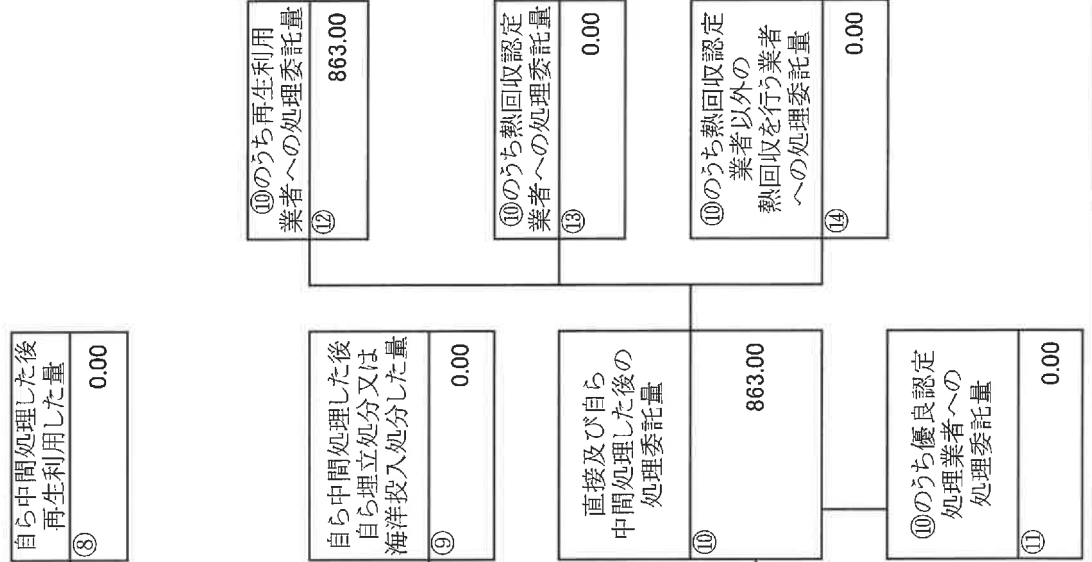 自ら中間処理した後
再生利用した量
⑧
0.00
自ら中間処理した後
自ら埋立処分又は
海洋投入処分した量
⑨
0.00
直接及び自ら
中間処理した後の
処理委託量
⑩
863.00
⑩のうち優良認定
処理業者への
処理委託量
⑪
0.00
⑩のうち再生利用
業者への処理委託量
⑫
863.00
⑩のうち熱回収認定
業者への処理委託量
⑬
0.00
⑩のうち熱回収認定
業者以外の
熱回収を行う業者
への処理委託量
⑭
0.00